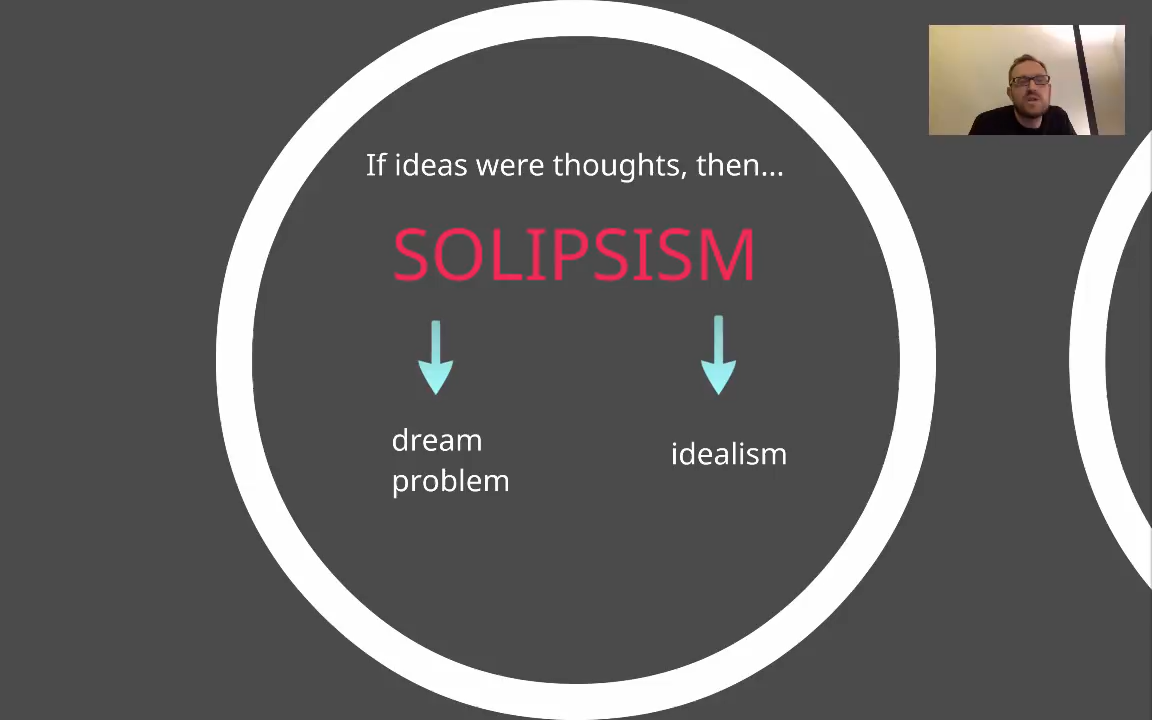 If ideas were thoughts, then...
SOLIPSISM
dream
problem
idealism